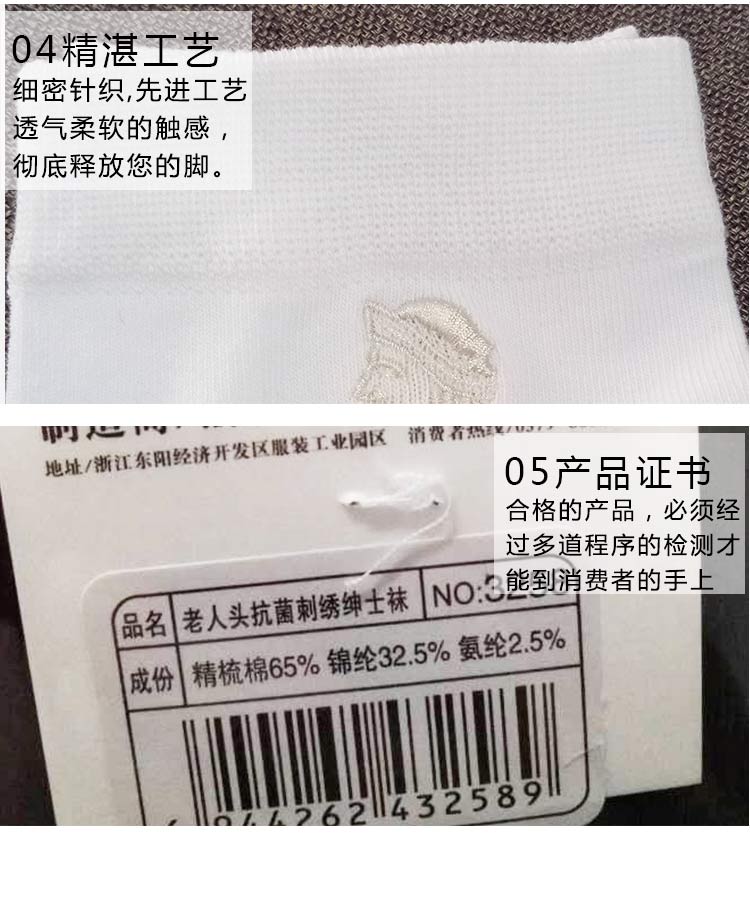 04精湛工艺
细密针织,先进工艺
透气柔软的触感，
彻底释放您的脚。
地址/浙江东阳经济开发区服装工业园区 消费者热线/0579
05产品证书
合格的产品，必须经
过多道程序的检测才
能到消费者的手上
品名 老人头抗菌刺绣绅士袜 NO:
成份 精梳棉65% 锦纶32.5% 氨纶2.5%
6 944262 432589